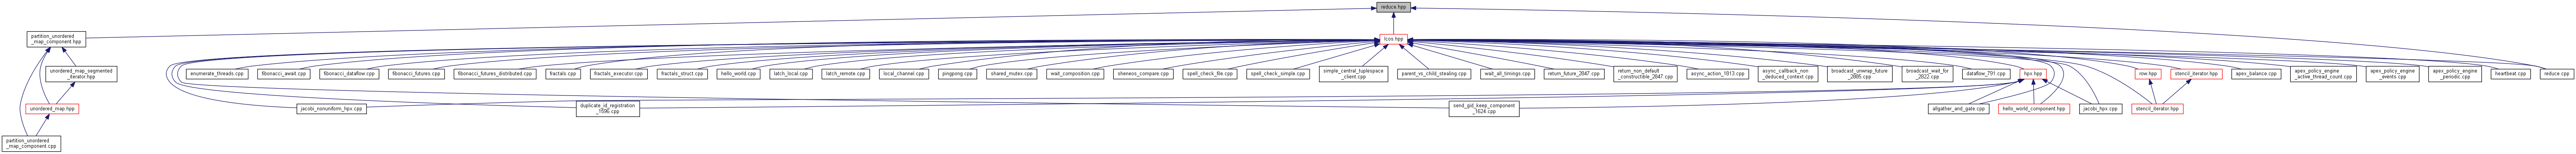 reduce.hpp
partition_unordered
_map_component.hpp
lcos.hpp
unordered_map_segmented
_iterator.hpp
enumerate_threads.cpp
fibonacci_await.cpp
fibonacci_dataflow.cpp
fibonacci_futures.cpp
fibonacci_futures_distributed.cpp
fractals.cpp
fractals_executor.cpp
fractals_struct.cpp
hello_world.cpp
latch_local.cpp
latch_remote.cpp
local_channel.cpp
pingpong.cpp
shared_mutex.cpp
wait_composition.cpp
sheneos_compare.cpp
spell_check_file.cpp
spell_check_simple.cpp
simple_central_tuplespace
_client.cpp
parent_vs_child_stealing.cpp
wait_all_timings.cpp
return_future_2847.cpp
return_non_default
_constructible_2847.cpp
async_action_1813.cpp
async_callback_non
_deduced_context.cpp
broadcast_unwrap_future
_2885.cpp
broadcast_wait_for
_2822.cpp
dataflow_791.cpp
hpx.hpp
row.hpp
stencil_iterator.hpp
apex_balance.cpp
apex_policy_engine
_active_thread_count.cpp
apex_policy_engine
_events.cpp
apex_policy_engine
_periodic.cpp
heartbeat.cpp
reduce.cpp
unordered_map.hpp
jacobi_nonuniform_hpx.cpp
duplicate_id_registration
_1596.cpp
send_gid_keep_component
_1624.cpp
allgather_and_gate.cpp
hello_world_component.hpp
jacobi_hpx.cpp
stencil_iterator.hpp
partition_unordered
_map_component.cpp